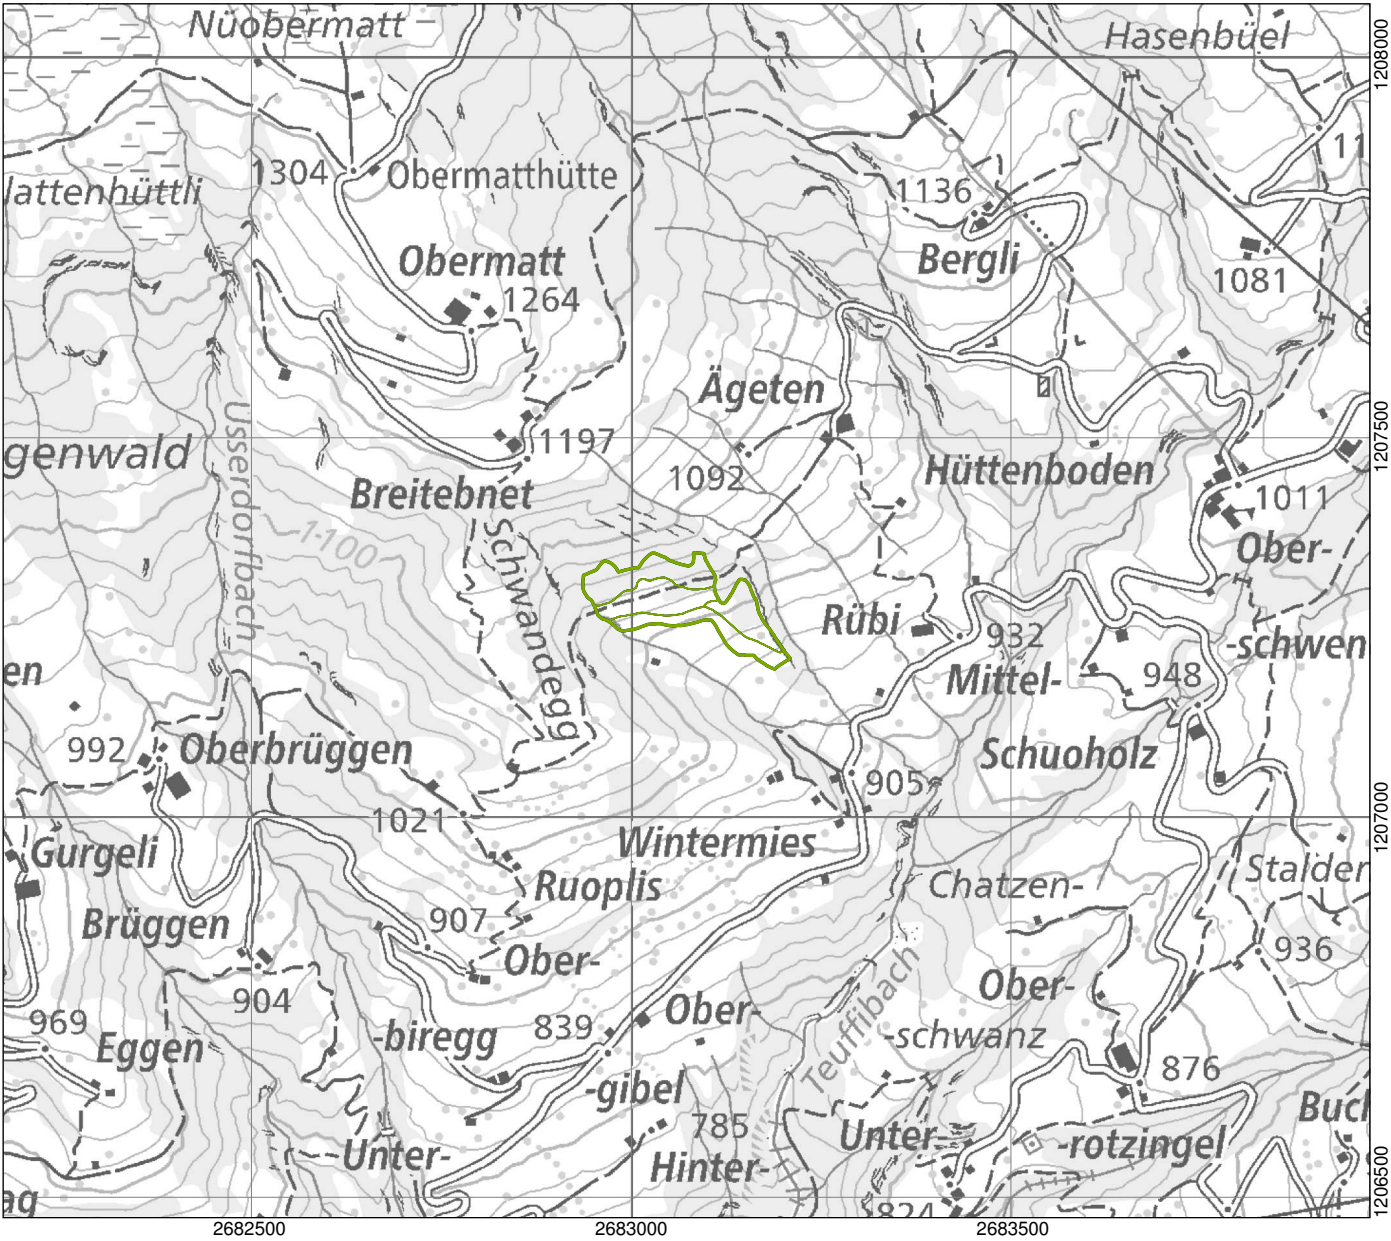 Nüobermatt
Hasenbüel
1208000
1304
Obermatthütte
1136
11
lattenhüttli
Obermatt
1264
Bergli
1081
Ägeten
Usserdorfbach
1197
1207500
genwald
1092
Hüttenboden
Breitebnet
1011
1100
Schwandegg
Ober-
-schwen
Rübi
932
en
Mittel-
948
992
Oberbrüggen
Schuoholz
905
1021
1207000
Wintermies
Gurgeli
Ruoplis
Chatzen-
Stalder
Brüggen
907
936
Ober-
Ober-
904
Ober-
Teuffibach
969
839
-schwanz
Eggen
-biregg
876
-gibel
785
Buch
Unter-
Unter-
-rotzingel
Hinter-
1206500
ag
824
2682500
2683000
2683500